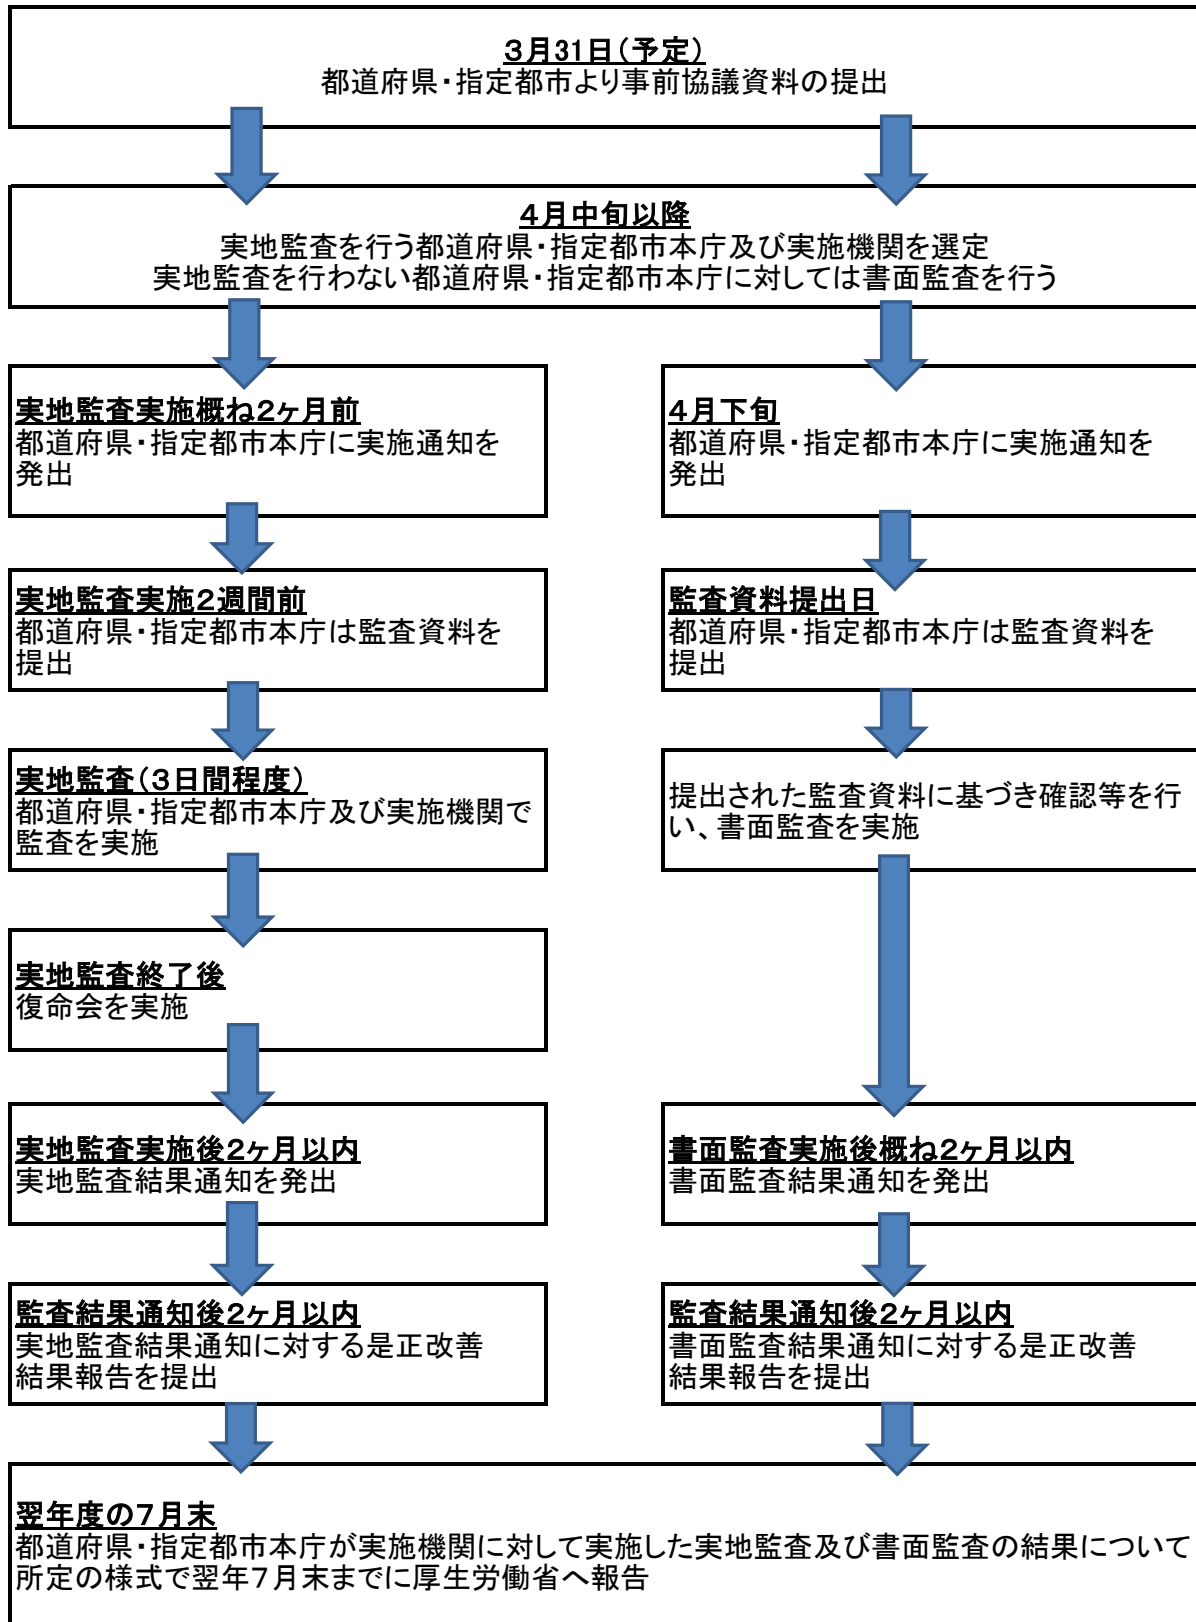 3月31日(予定)
都道府県・指定都市より事前協議資料の提出
4月中旬以降
実地監査を行う都道府県・指定都市本庁及び実施機関を選定
実地監査を行わない都道府県・指定都市本庁に対しては書面監査を行う
実地監査実施概ね2ヶ月前
都道府県・指定都市本庁に実施通知を
発出
実地監査実施2週間前
都道府県・指定都市本庁は監査資料を
提出
実地監査(3日間程度)
都道府県・指定都市本庁及び実施機関で
監査を実施
実地監査終了後
復命会を実施
実地監査実施後2ヶ月以内
実地監査結果通知を発出
監査結果通知後2ヶ月以内
実地監査結果通知に対する是正改善
結果報告を提出
4月下旬
都道府県・指定都市本庁に実施通知を
発出
監査資料提出日
都道府県・指定都市本庁は監査資料を
提出
提出された監査資料に基づき確認等を行
い、書面監査を実施
書面監査実施後概ね2ヶ月以内
書面監査結果通知を発出
監査結果通知後2ヶ月以内
書面監査結果通知に対する是正改善
結果報告を提出
翌年度の7月末
都道府県・指定都市本庁が実施機関に対して実施した実地監査及び書面監査の結果について
所定の様式で翌年7月末までに厚生労働省へ報告